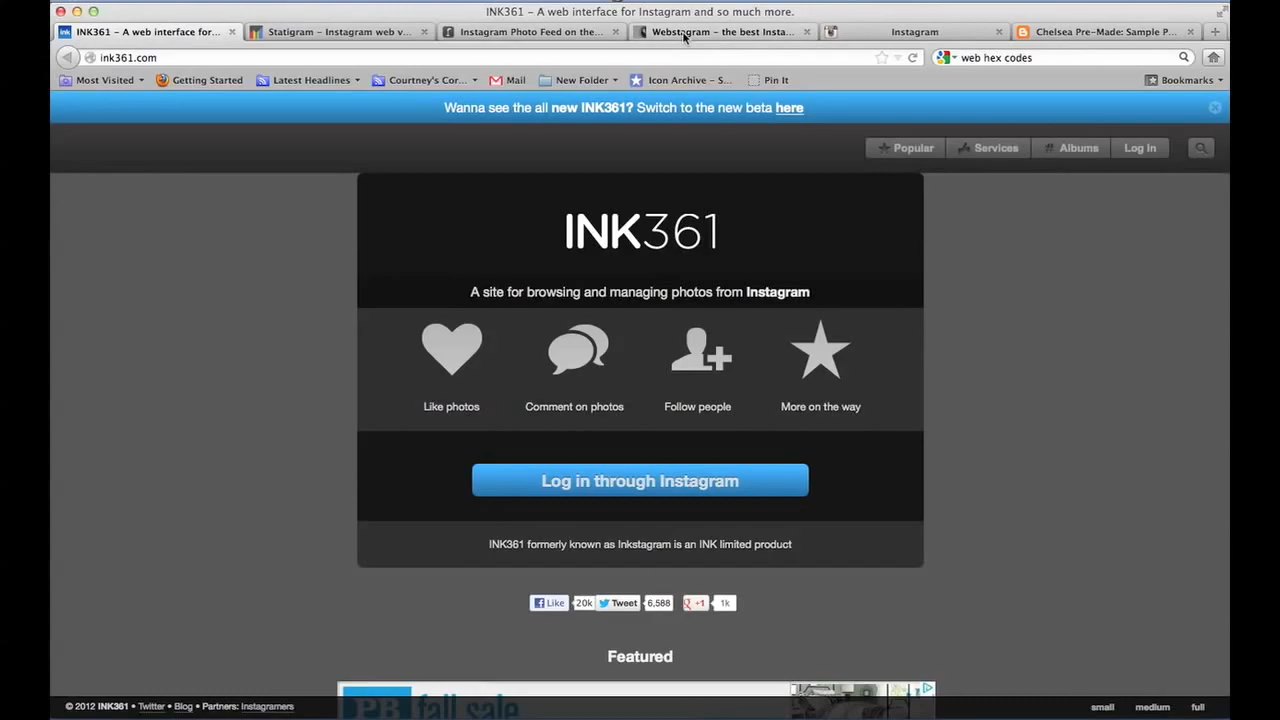 INK361 – A web interface for Instagram and so much more.
INK361 – A web interface for...
Statigram – Instagram web v...
Instagram Photo Feed on the...
Webstagram – the best Insta...
Instagram
Chelsea Pre-Made: Sample P...
ink361.com
web hex codes
Most Visited
Getting Started
Latest Headlines
Courtney's Cor...
Mail
New Folder
Icon Archive – S...
Pin It
Bookmarks
Wanna see the all new INK361? Switch to the new beta here
Popular
Services
Albums
Log In
INK361
A site for browsing and managing photos from Instagram
Like photos
Comment on photos
Follow people
More on the way
Log in through Instagram
INK361 formerly known as Inkstagram is an INK limited product
Like
20k
Tweet
6,588
+1
1k
Featured
PB fall sale
© 2012 INK361 • Twitter • Blog • Partners: Instagramers
small
medium
full